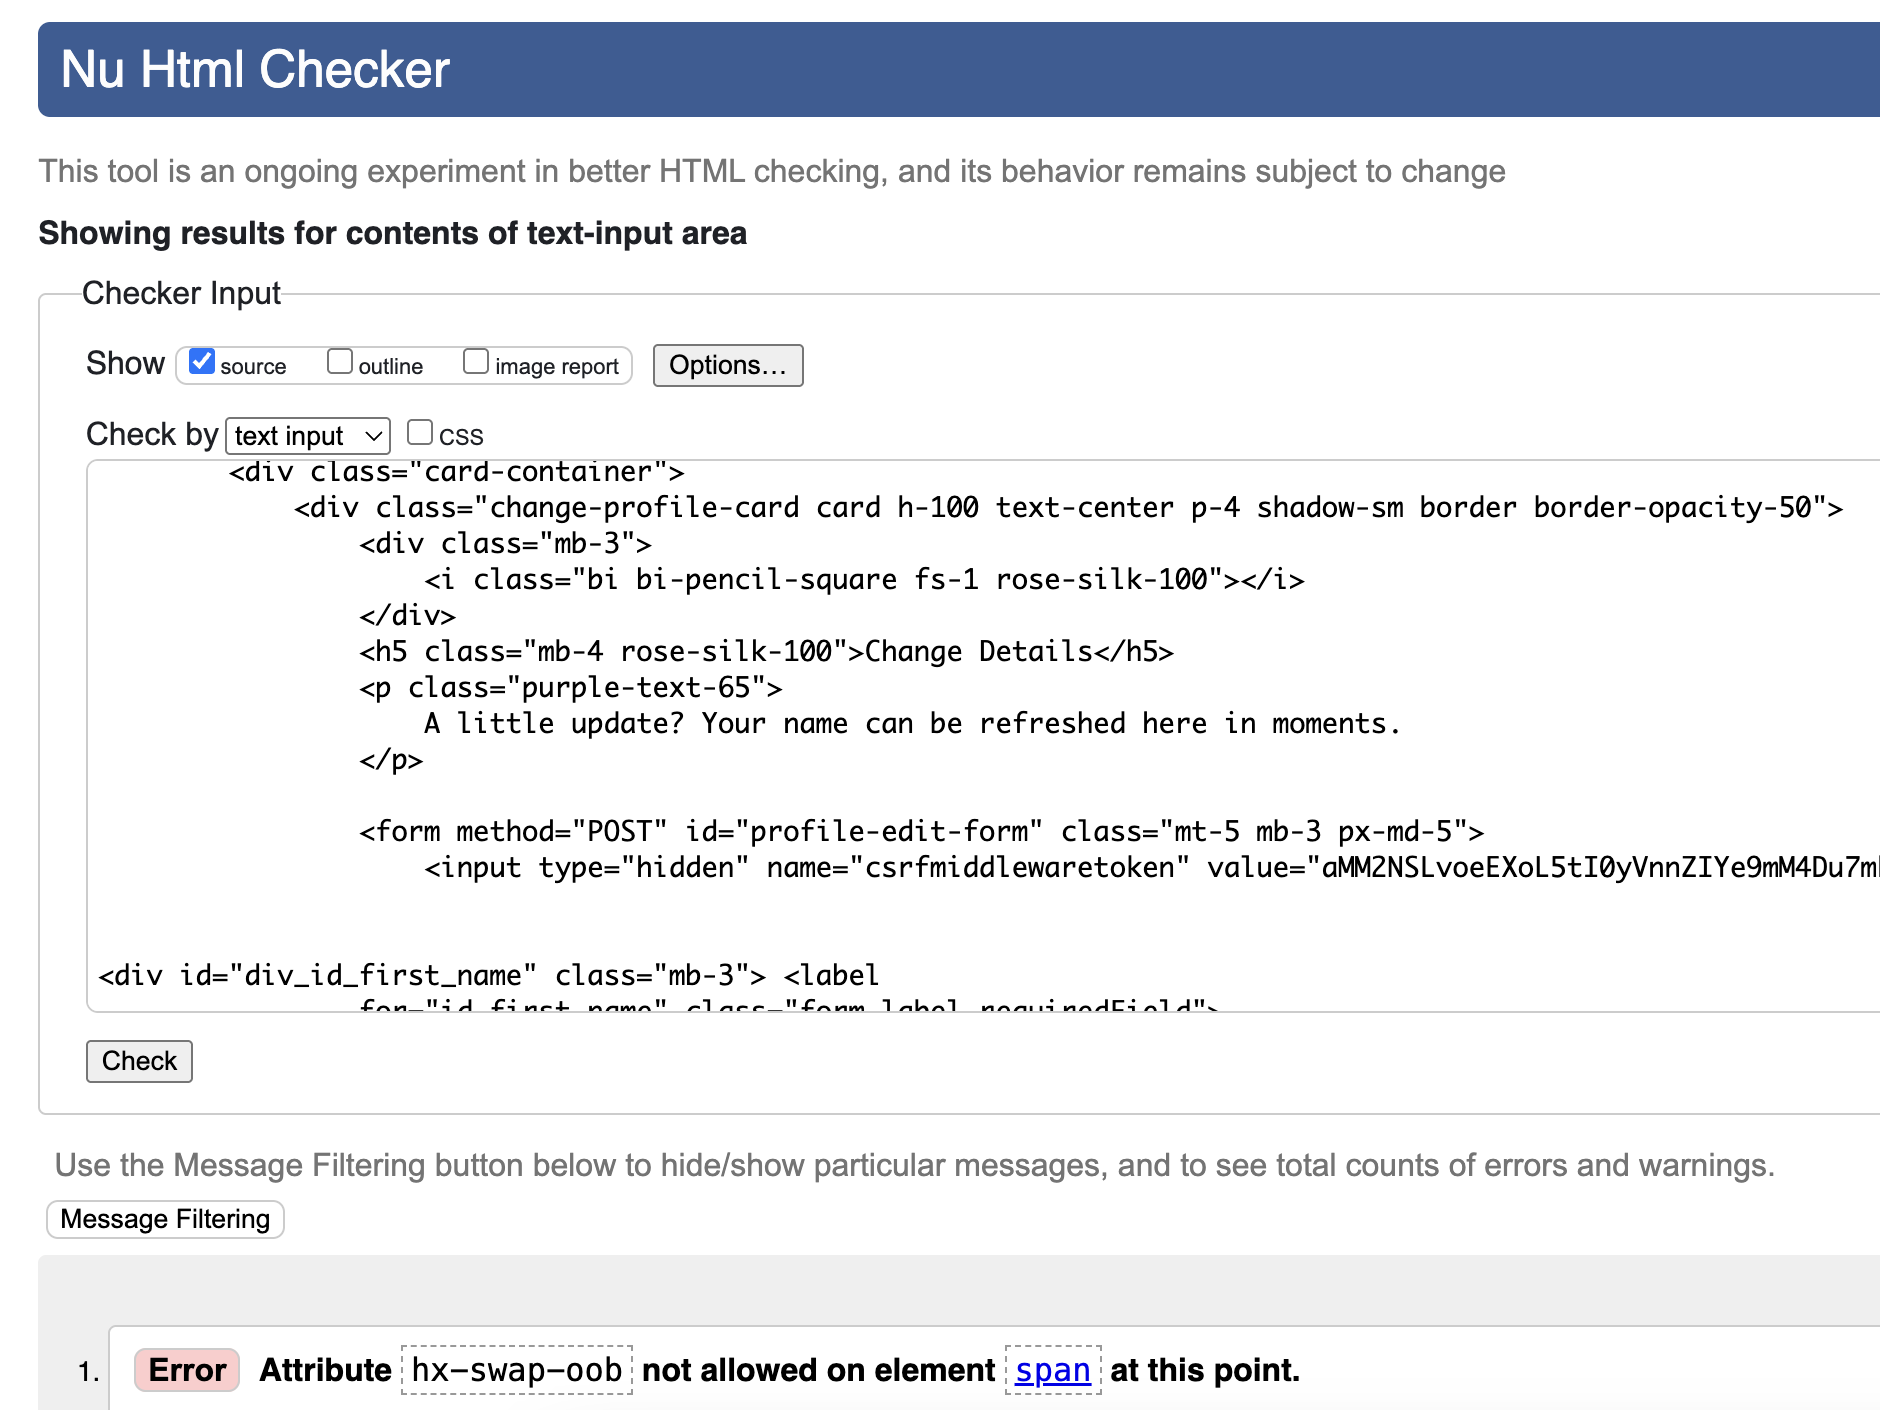 Nu Html Checker
This tool is an ongoing experiment in better HTML checking, and its behavior remains subject to change
Showing results for contents of text-input area
Checker Input
Show source outline image report Options…
Check by text input CSS
<div class="card-container">
<div class="change-profile-card card h-100 text-center p-4 shadow-sm border border-opacity-50">
<div class="mb-3">
<i class="bi bi-pencil-square fs-1 rose-silk-100"></i>
</div>
<h5 class="mb-4 rose-silk-100">Change Details</h5>
<p class="purple-text-65">
A little update? Your name can be refreshed here in moments.
</p>
<form method="POST" id="profile-edit-form" class="mt-5 mb-3 px-md-5">
<input type="hidden" name="csrfmiddlewaretoken" value="aMM2NSLvoeEXoL5tI0yVnnZIYe9mM4Du7m
<div id="div_id_first_name" class="mb-3"> <label
for="id_first_name" class="form-label requiredField">
Check
Use the Message Filtering button below to hide/show particular messages, and to see total counts of errors and warnings.
Message Filtering
1. Error Attribute hx-swap-oob not allowed on element span at this point.